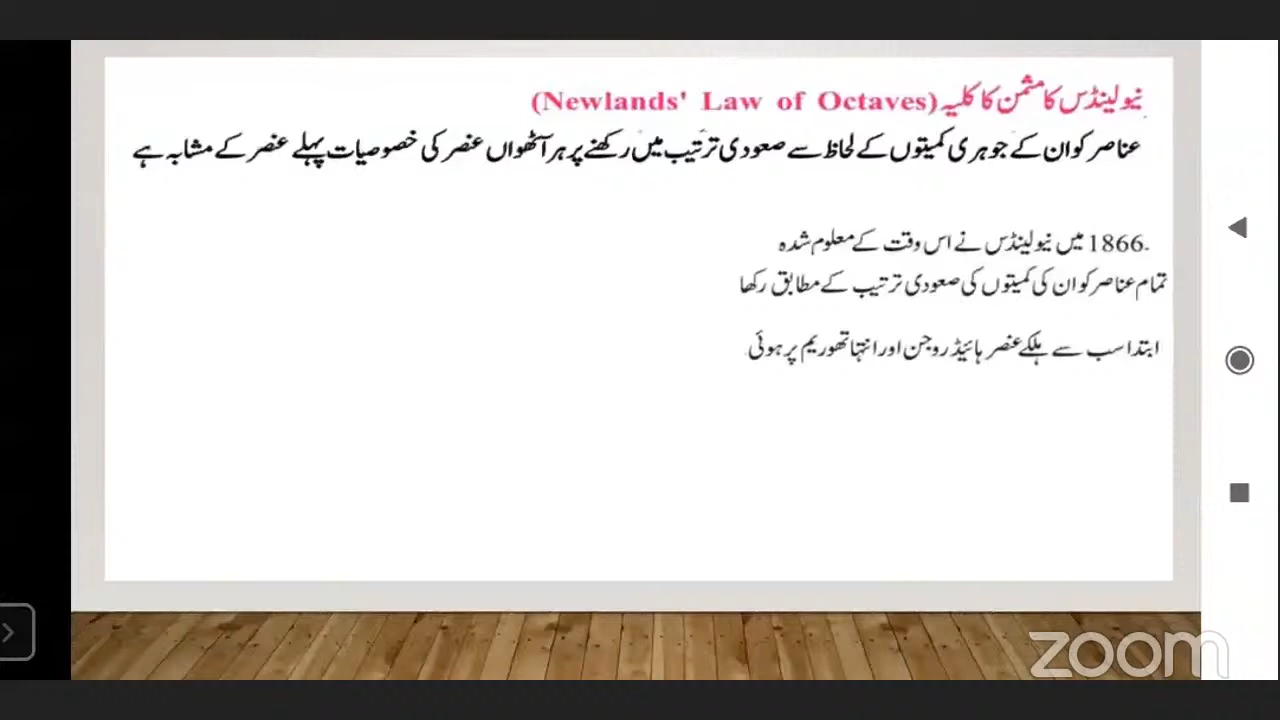 نیولینڈس کا مثمن کا کلیہ (Newlands' Law of Octaves)
عناصر کو ان کے جوہری کمیتوں کے لحاظ سے صعودی ترتیب میں رکھنے پر ہر آٹھواں عنصر کی خصوصیات پہلے عنصر کے مشابہ ہے
1866۔ میں نیولینڈس نے اس وقت کے معلوم شدہ
تمام عناصر کو ان کی کمیتوں کی صعودی ترتیب کے مطابق رکھا
ابتدا سب سے ہلکے عنصر ہائیڈروجن اور انتہا تھوریم پر ہوئی
zoom